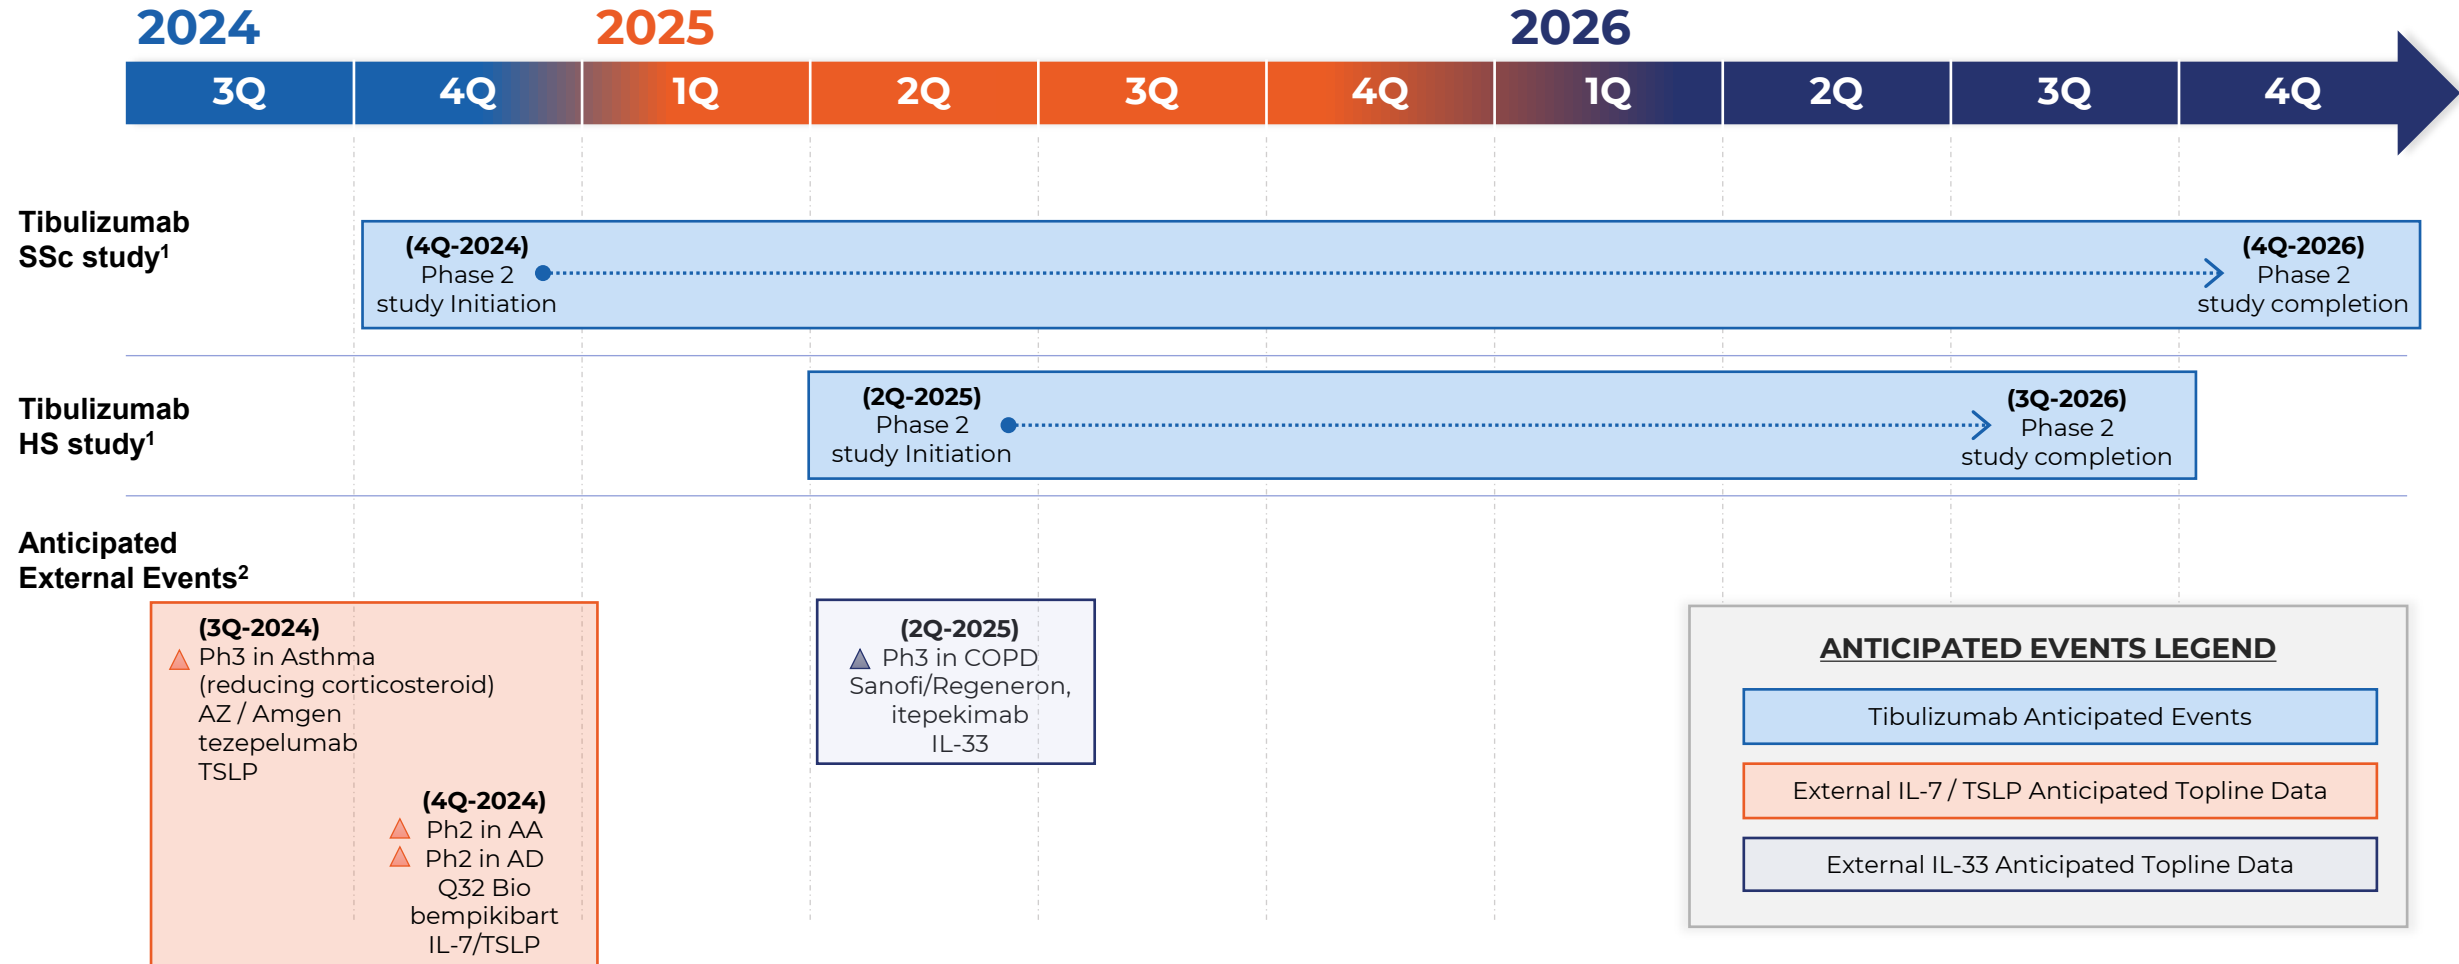 2024
2025
2026
3Q
4Q
1Q
2Q
3Q
4Q
1Q
2Q
3Q
4Q
Tibulizumab
SSc study¹
(4Q-2024)
Phase 2
study Initiation
(4Q-2026)
Phase 2
study completion
Tibulizumab
HS study¹
(2Q-2025)
Phase 2
study Initiation
(3Q-2026)
Phase 2
study completion
Anticipated
External Events²
(3Q-2024)
Ph3 in Asthma
(reducing corticosteroid)
AZ / Amgen
tezepelumab
TSLP
(4Q-2024)
Ph2 in AA
Ph2 in AD
Q32 Bio
bempikibart
IL-7/TSLP
(2Q-2025)
Ph3 in COPD
Sanofi/Regeneron,
itepekimab
IL-33
ANTICIPATED EVENTS LEGEND
Tibulizumab Anticipated Events
External IL-7 / TSLP Anticipated Topline Data
External IL-33 Anticipated Topline Data